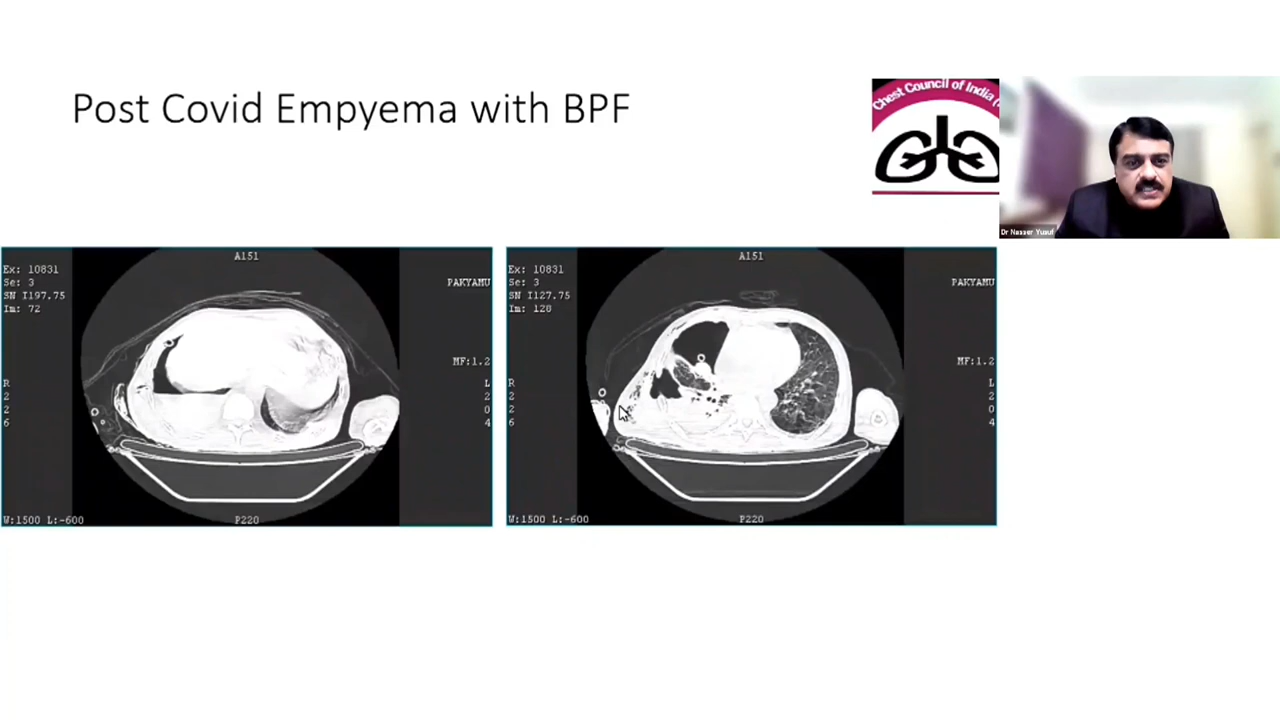 Post Covid Empyema with BPF
Chest Council of India (
Dr Nasser Yusuf
A151
Ex: 10831
Se: 3
SN I197.75
Im: 72
PAKYAMU
MF:1.2
R
2
2
6
L
2
0
4
W:1500 L:-600
P220
A151
Ex: 10831
Se: 3
SN I127.75
Im: 120
PAKYAMU
MF:1.2
R
2
2
6
L
2
0
4
W:1500 L:-600
P220